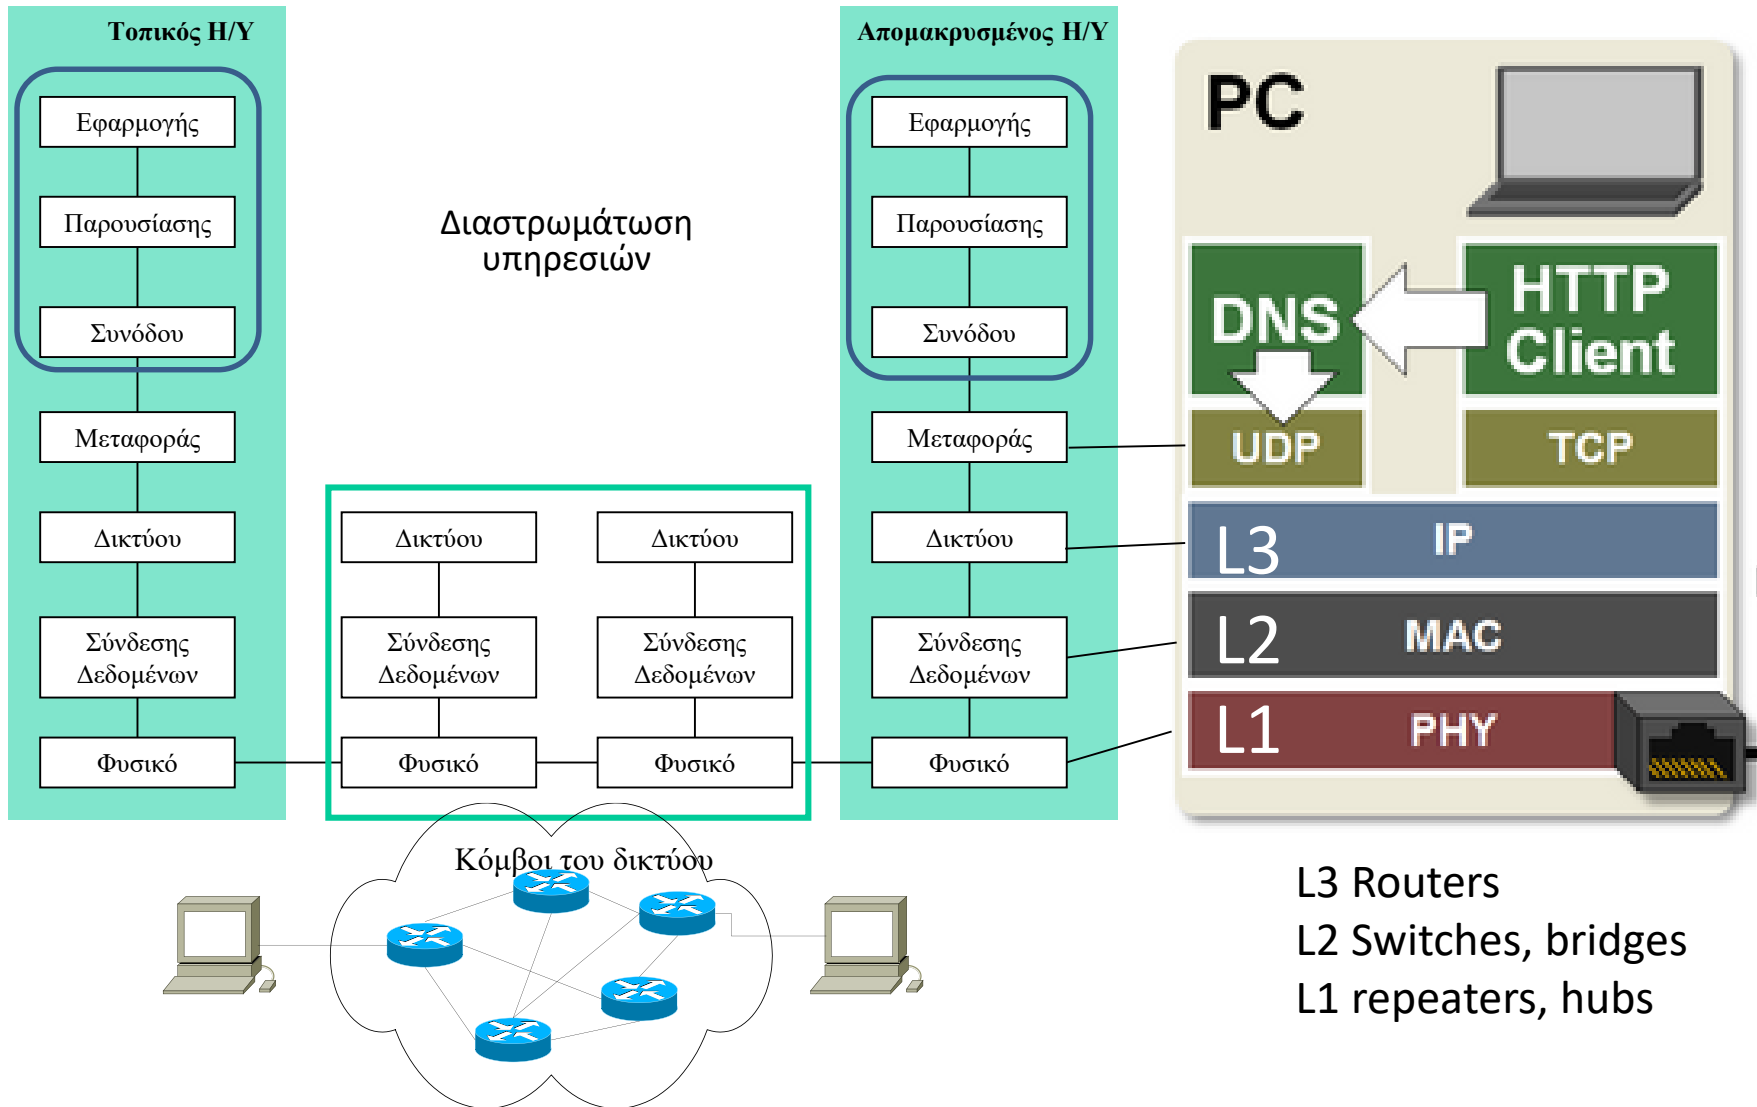 Τοπικός Η/Υ
Εφαρμογής
Παρουσίασης
Συνόδου
Μεταφοράς
Δικτύου
Σύνδεσης
Δεδομένων
Φυσικό
Διαστρωμάτωση
υπηρεσιών
Δικτύου
Σύνδεσης
Δεδομένων
Φυσικό
Δικτύου
Σύνδεσης
Δεδομένων
Φυσικό
Κόμβοι του δικτύου
Απομακρυσμένος Η/Υ
Εφαρμογής
Παρουσίασης
Συνόδου
Μεταφοράς
Δικτύου
Σύνδεσης
Δεδομένων
Φυσικό
PC
DNS
HTTP
Client
UDP
TCP
L3 IP
L2 MAC
L1 PHY
L3 Routers
L2 Switches, bridges
L1 repeaters, hubs